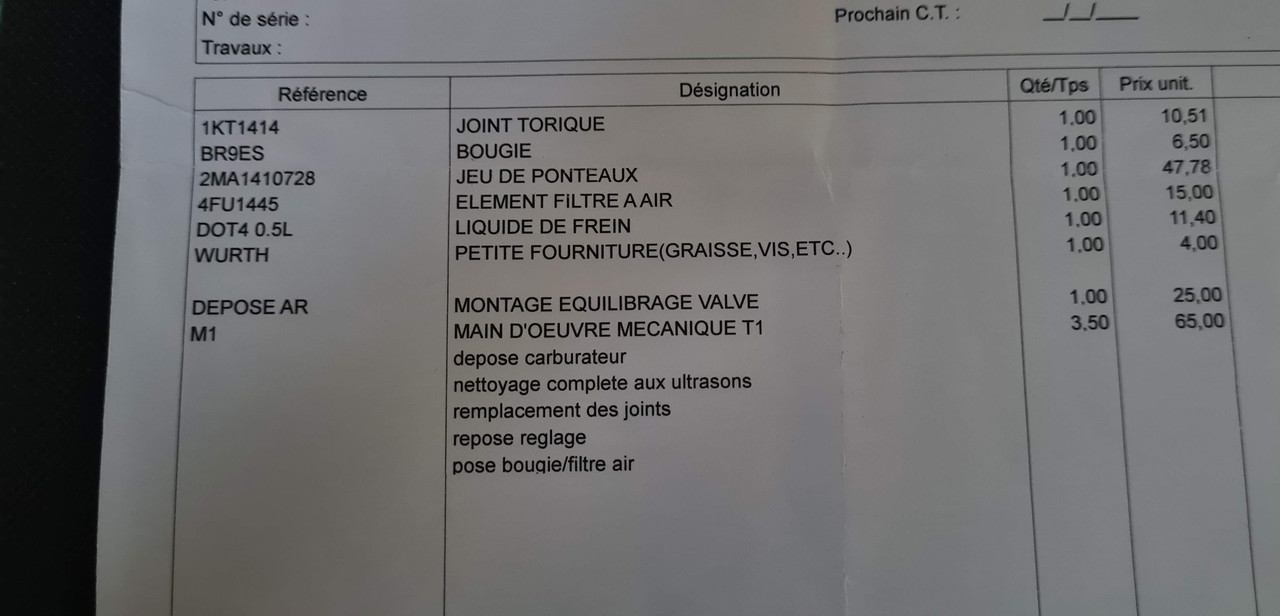 N° de série :
Prochain C.T. : __/__/____
Travaux :
Référence Désignation Qté/Tps Prix unit.
1KT1414 JOINT TORIQUE 1,00 10,51
BR9ES BOUGIE 1,00 6,50
2MA1410728 JEU DE PONTEAUX 1,00 47,78
4FU1445 ELEMENT FILTRE A AIR 1,00 15,00
DOT4 0.5L LIQUIDE DE FREIN 1,00 11,40
WURTH PETITE FOURNITURE(GRAISSE,VIS,ETC..) 1,00 4,00
DEPOSE AR MONTAGE EQUILIBRAGE VALVE 1,00 25,00
M1 MAIN D'OEUVRE MECANIQUE T1 3,50 65,00
depose carburateur
nettoyage complete aux ultrasons
remplacement des joints
repose reglage
pose bougie/filtre air